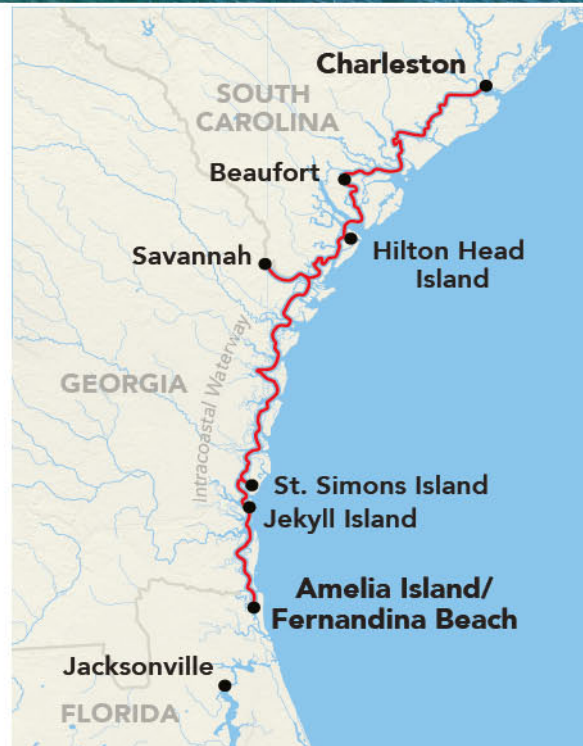 Charleston
SOUTH
CAROLINA
Beaufort
Savannah
Hilton Head
Island
Intracoastal Waterway
GEORGIA
St. Simons Island
Jekyll Island
Amelia Island/
Fernandina Beach
Jacksonville
FLORIDA